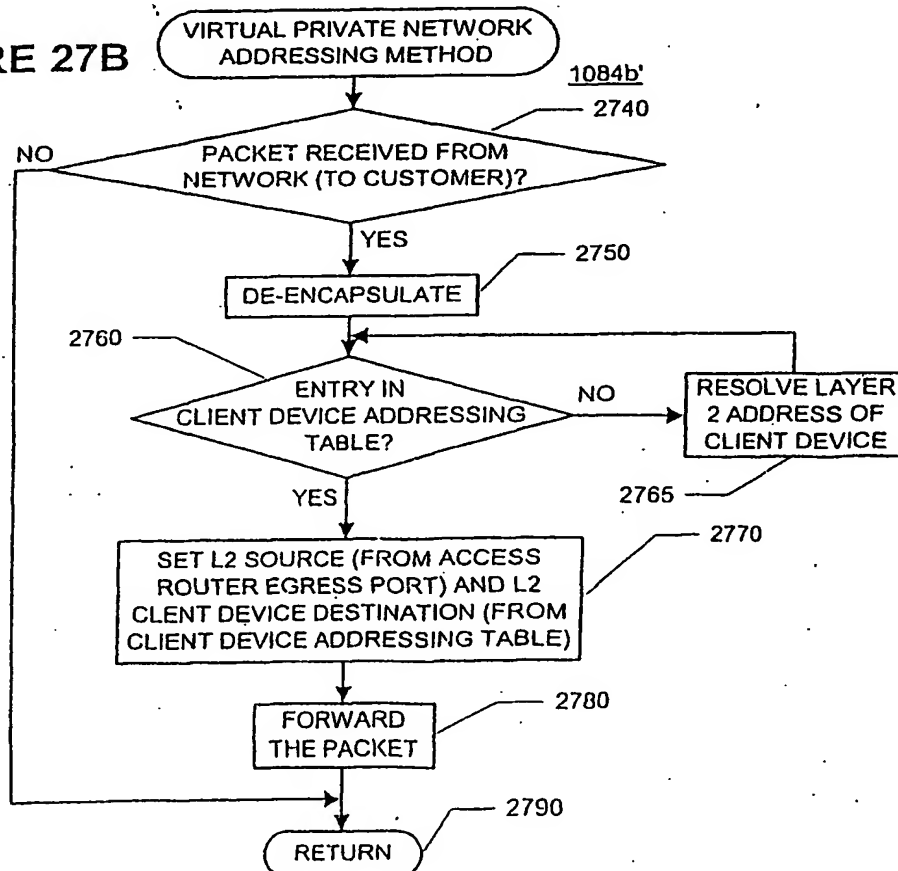 RE 27B
VIRTUAL PRIVATE NETWORK
ADDRESSING METHOD
1084b'
2740
NO
PACKET RECEIVED FROM
NETWORK (TO CUSTOMER)?
YES
2750
DE-ENCAPSULATE
2760
ENTRY IN
CLIENT DEVICE ADDRESSING
TABLE?
NO
RESOLVE LAYER
2 ADDRESS OF
CLIENT DEVICE
2765
YES
2770
SET L2 SOURCE (FROM ACCESS
ROUTER EGRESS PORT) AND L2
CLENT DEVICE DESTINATION (FROM
CLIENT DEVICE ADDRESSING TABLE)
2780
FORWARD
THE PACKET
2790
RETURN